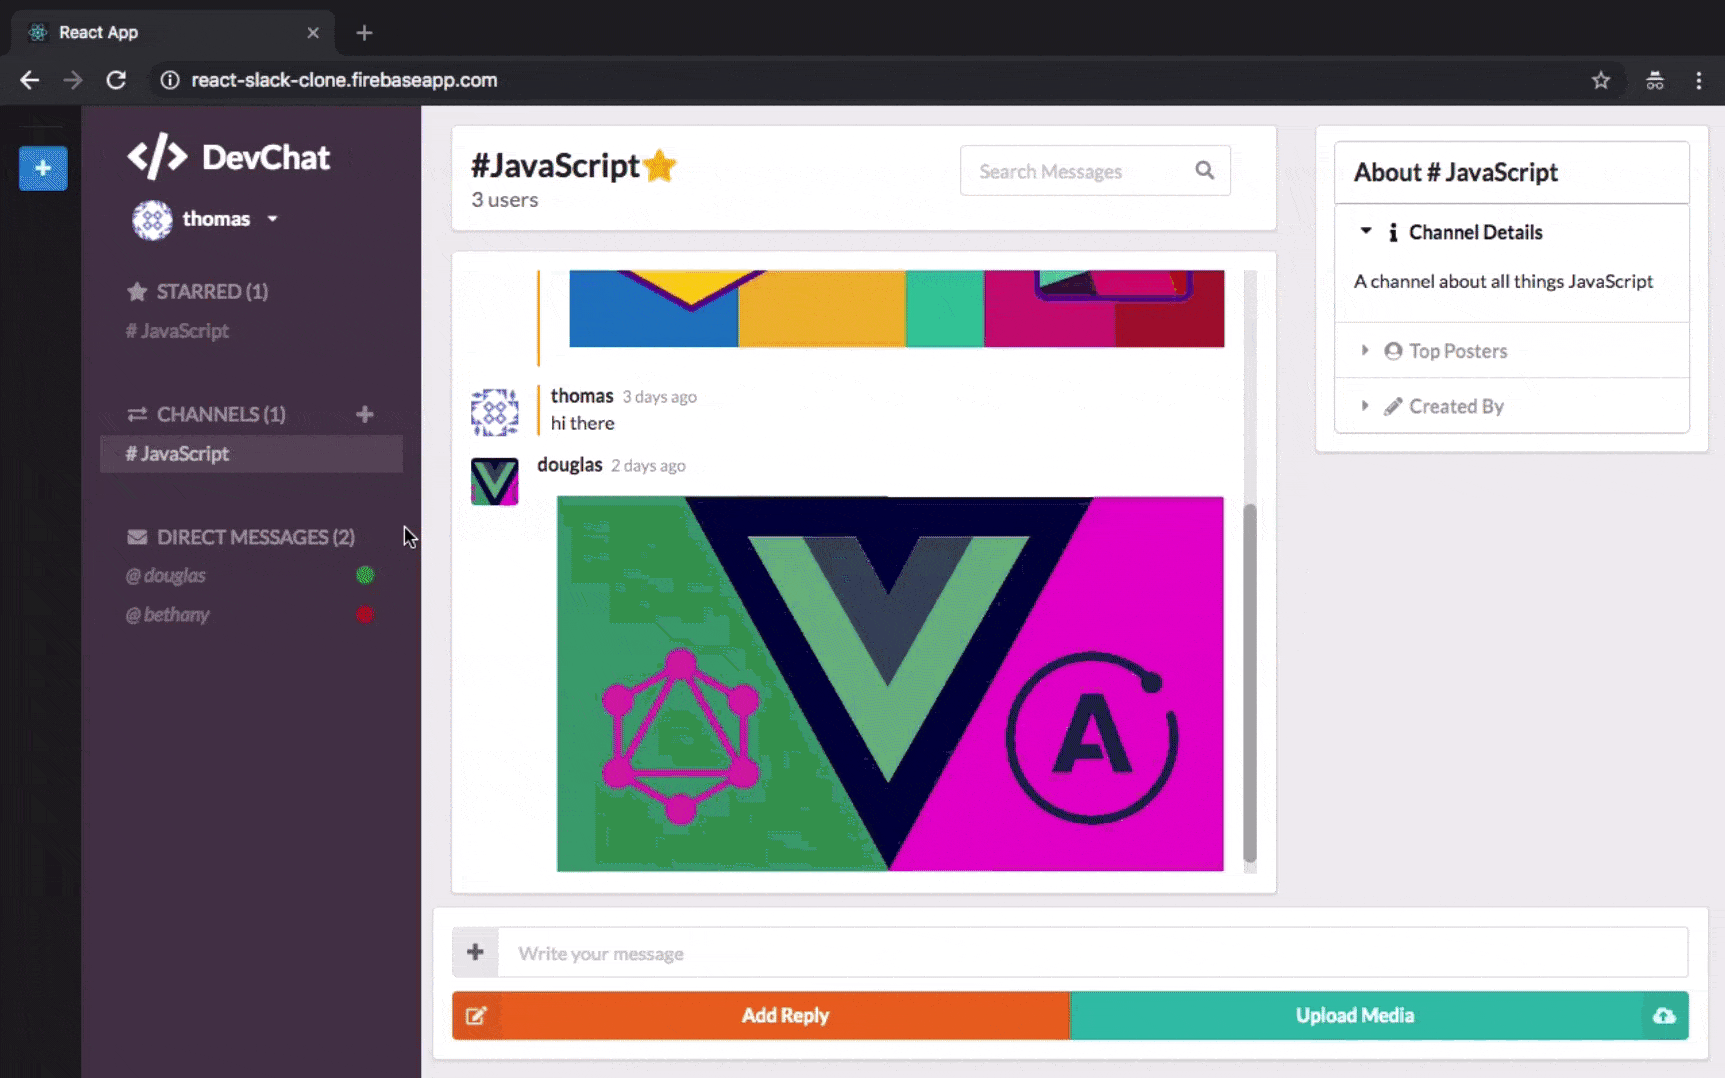 React App
react-slack-clone.firebaseapp.com
</> DevChat
thomas
STARRED (1)
# JavaScript
CHANNELS (1)
# JavaScript
DIRECT MESSAGES (2)
@ douglas
@ bethany
#JavaScript
3 users
Search Messages
thomas 3 days ago
hi there
douglas 2 days ago
A
Write your message
Add Reply
Upload Media
About # JavaScript
Channel Details
A channel about all things JavaScript
Top Posters
Created By